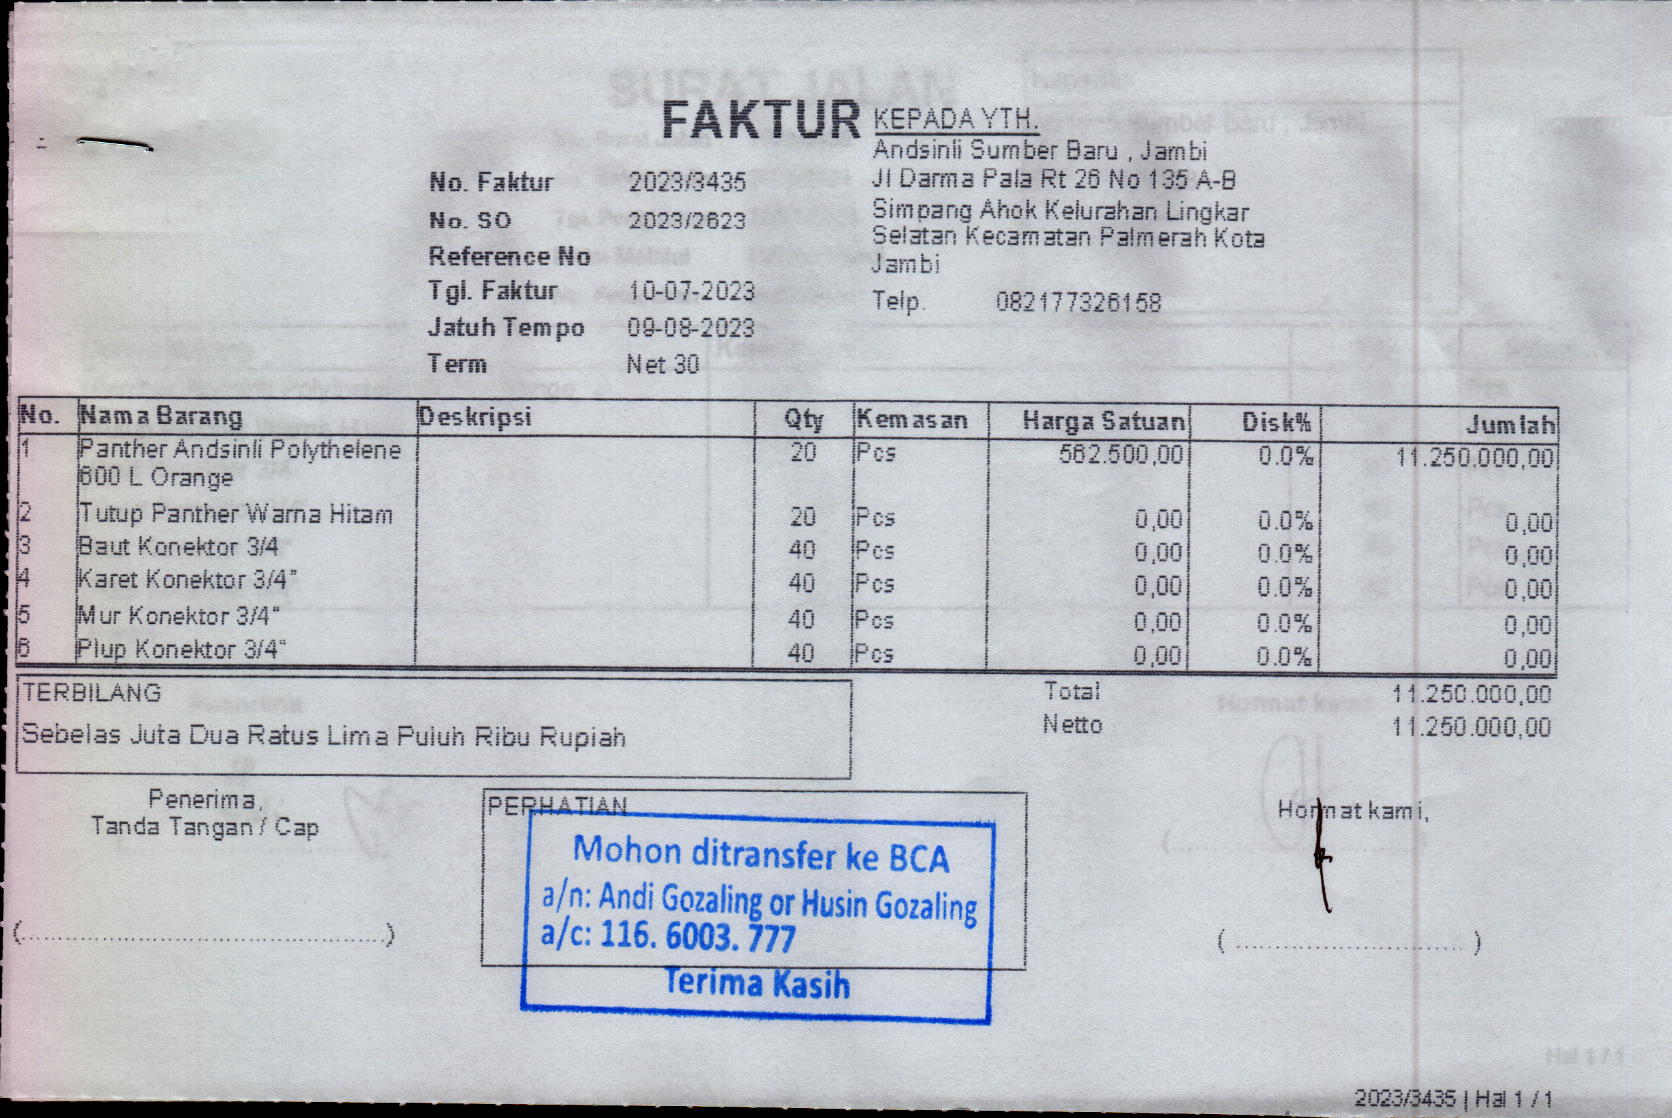 FAKTUR
KEPADA YTH.
Andsinli Sumber Baru , Jambi
Jl Darma Pala Rt 26 No 135 A-B
Simpang Ahok Kelurahan Lingkar
Selatan Kecamatan Palmerah Kota
Jambi
Telp. 082177326158
No. Faktur 2023/3435
No. SO 2023/2623
Reference No
Tgl. Faktur 10-07-2023
Jatuh Tempo 09-08-2023
Term Net 30
No. Nama Barang Deskripsi Qty Kemasan Harga Satuan Disk% Jumlah
1 Panther Andsinli Polythelene 20 Pcs 562.500,00 0.0% 11.250.000,00
600 L Orange
2 Tutup Panther Warna Hitam 20 Pcs 0,00 0.0% 0,00
3 Baut Konektor 3/4 40 Pcs 0,00 0.0% 0,00
4 Karet Konektor 3/4" 40 Pcs 0,00 0.0% 0,00
5 Mur Konektor 3/4" 40 Pcs 0,00 0.0% 0,00
6 Plup Konektor 3/4" 40 Pcs 0,00 0.0% 0,00
TERBILANG
Sebelas Juta Dua Ratus Lima Puluh Ribu Rupiah
Total 11.250.000,00
Netto 11.250.000,00
Penerima,
Tanda Tangan / Cap
(..........................................)
PERHATIAN
Mohon ditransfer ke BCA
a/n: Andi Gozaling or Husin Gozaling
a/c: 116. 6003. 777
Terima Kasih
Hormat kami,
(..........................)
2023/3435 | Hal 1 / 1